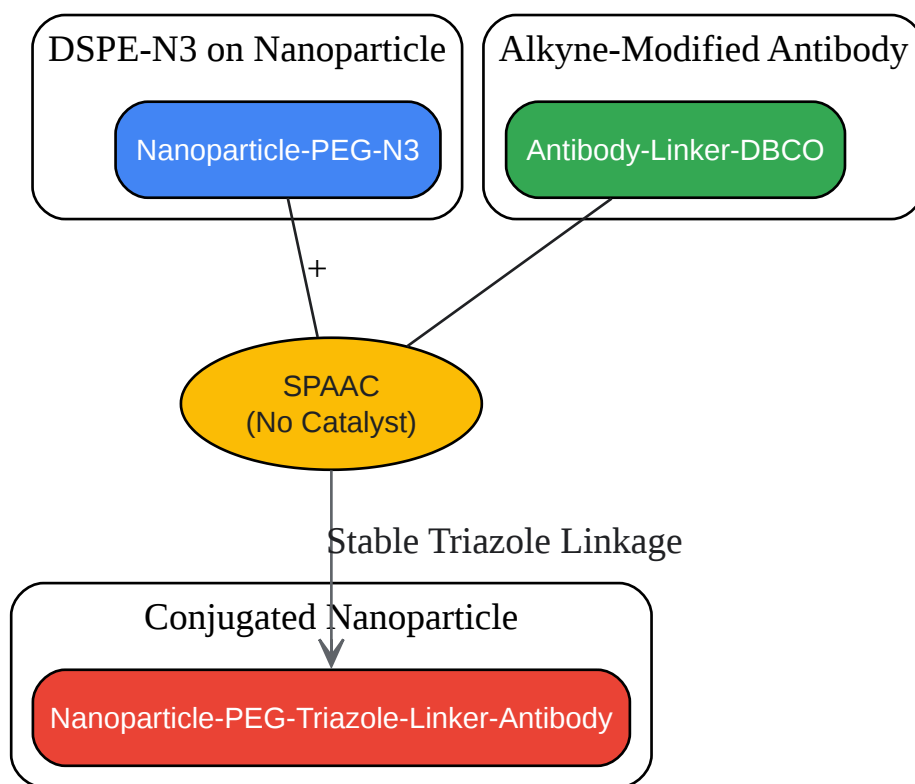 DSPE-N3 on Nanoparticle
Alkyne-Modified Antibody
Nanoparticle-PEG-N3
Antibody-Linker-DBCO
+
SPAAC
(No Catalyst)
Stable Triazole Linkage
Conjugated Nanoparticle
Nanoparticle-PEG-Triazole-Linker-Antibody